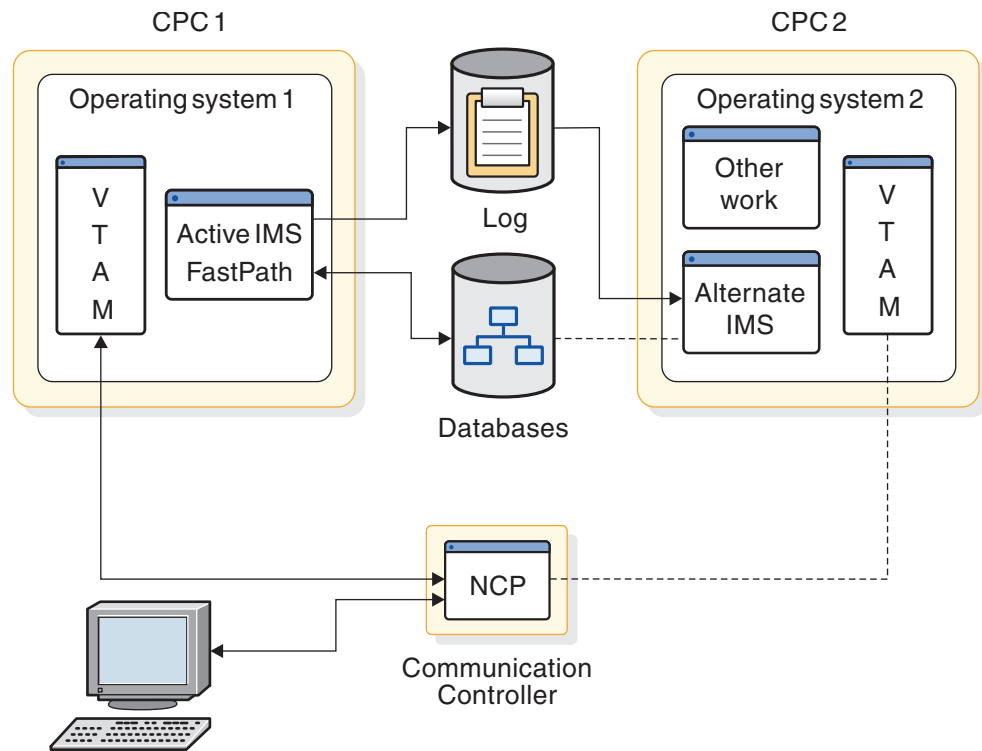 CPC 1
CPC 2
Operating system 1
Operating system 2
V
T
A
M
Active IMS
FastPath
Log
Databases
Other
work
Alternate
IMS
V
T
A
M
NCP
Communication
Controller